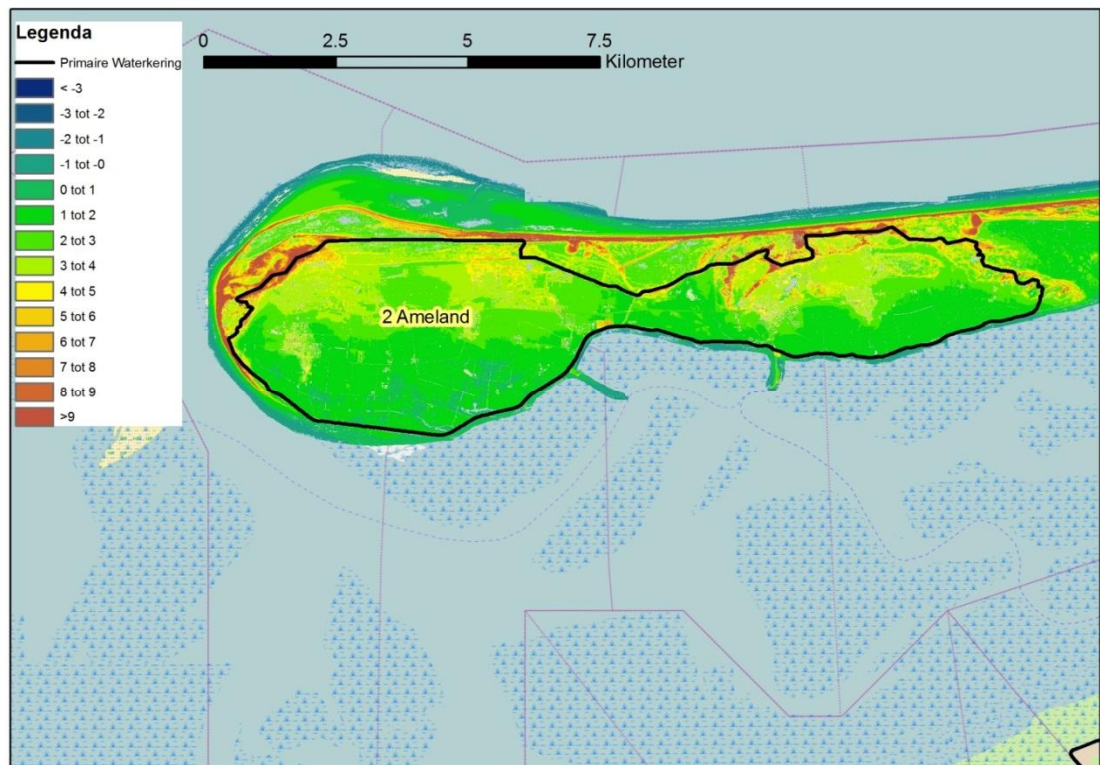 Legenda
Primaire Waterkering
< -3
-3 tot -2
-2 tot -1
-1 tot -0
0 tot 1
1 tot 2
2 tot 3
3 tot 4
4 tot 5
5 tot 6
6 tot 7
7 tot 8
8 tot 9
>9
0 2.5 5 7.5
Kilometer
2 Ameland